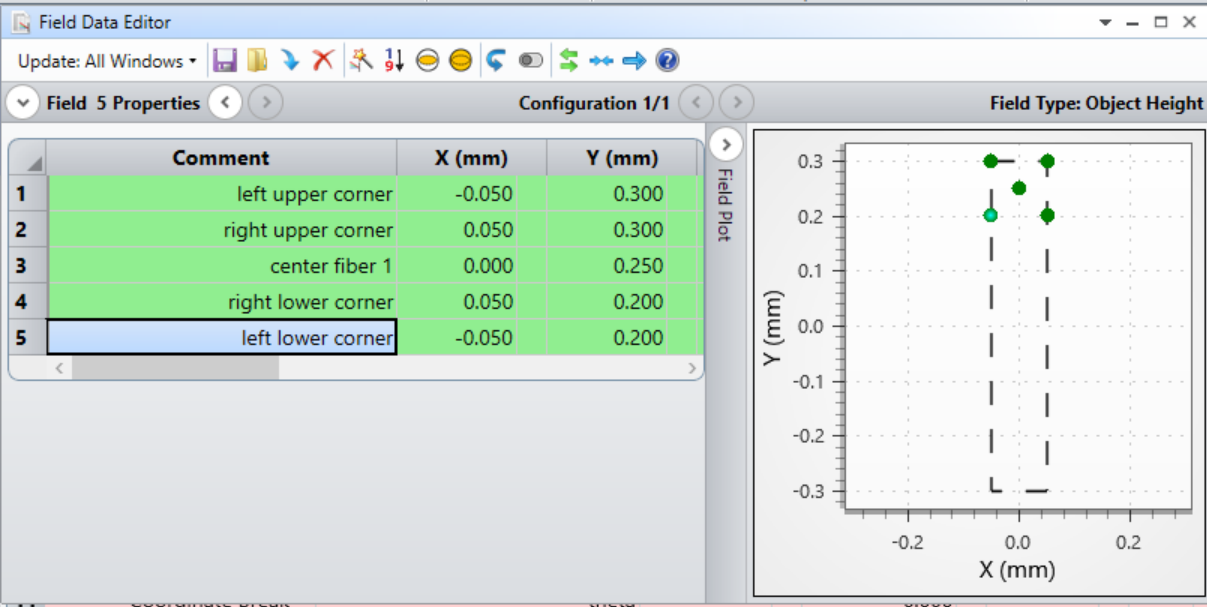 Field Data Editor
Update: All Windows
Field 5 Properties
Configuration 1/1
Field Type: Object Height
Comment X (mm) Y (mm)
1 left upper corner -0.050 0.300
2 right upper corner 0.050 0.300
3 center fiber 1 0.000 0.250
4 right lower corner 0.050 0.200
5 left lower corner -0.050 0.200
Field Plot
0.3
0.2
0.1
0.0
-0.1
-0.2
-0.3
Y (mm)
-0.2 0.0 0.2
X (mm)